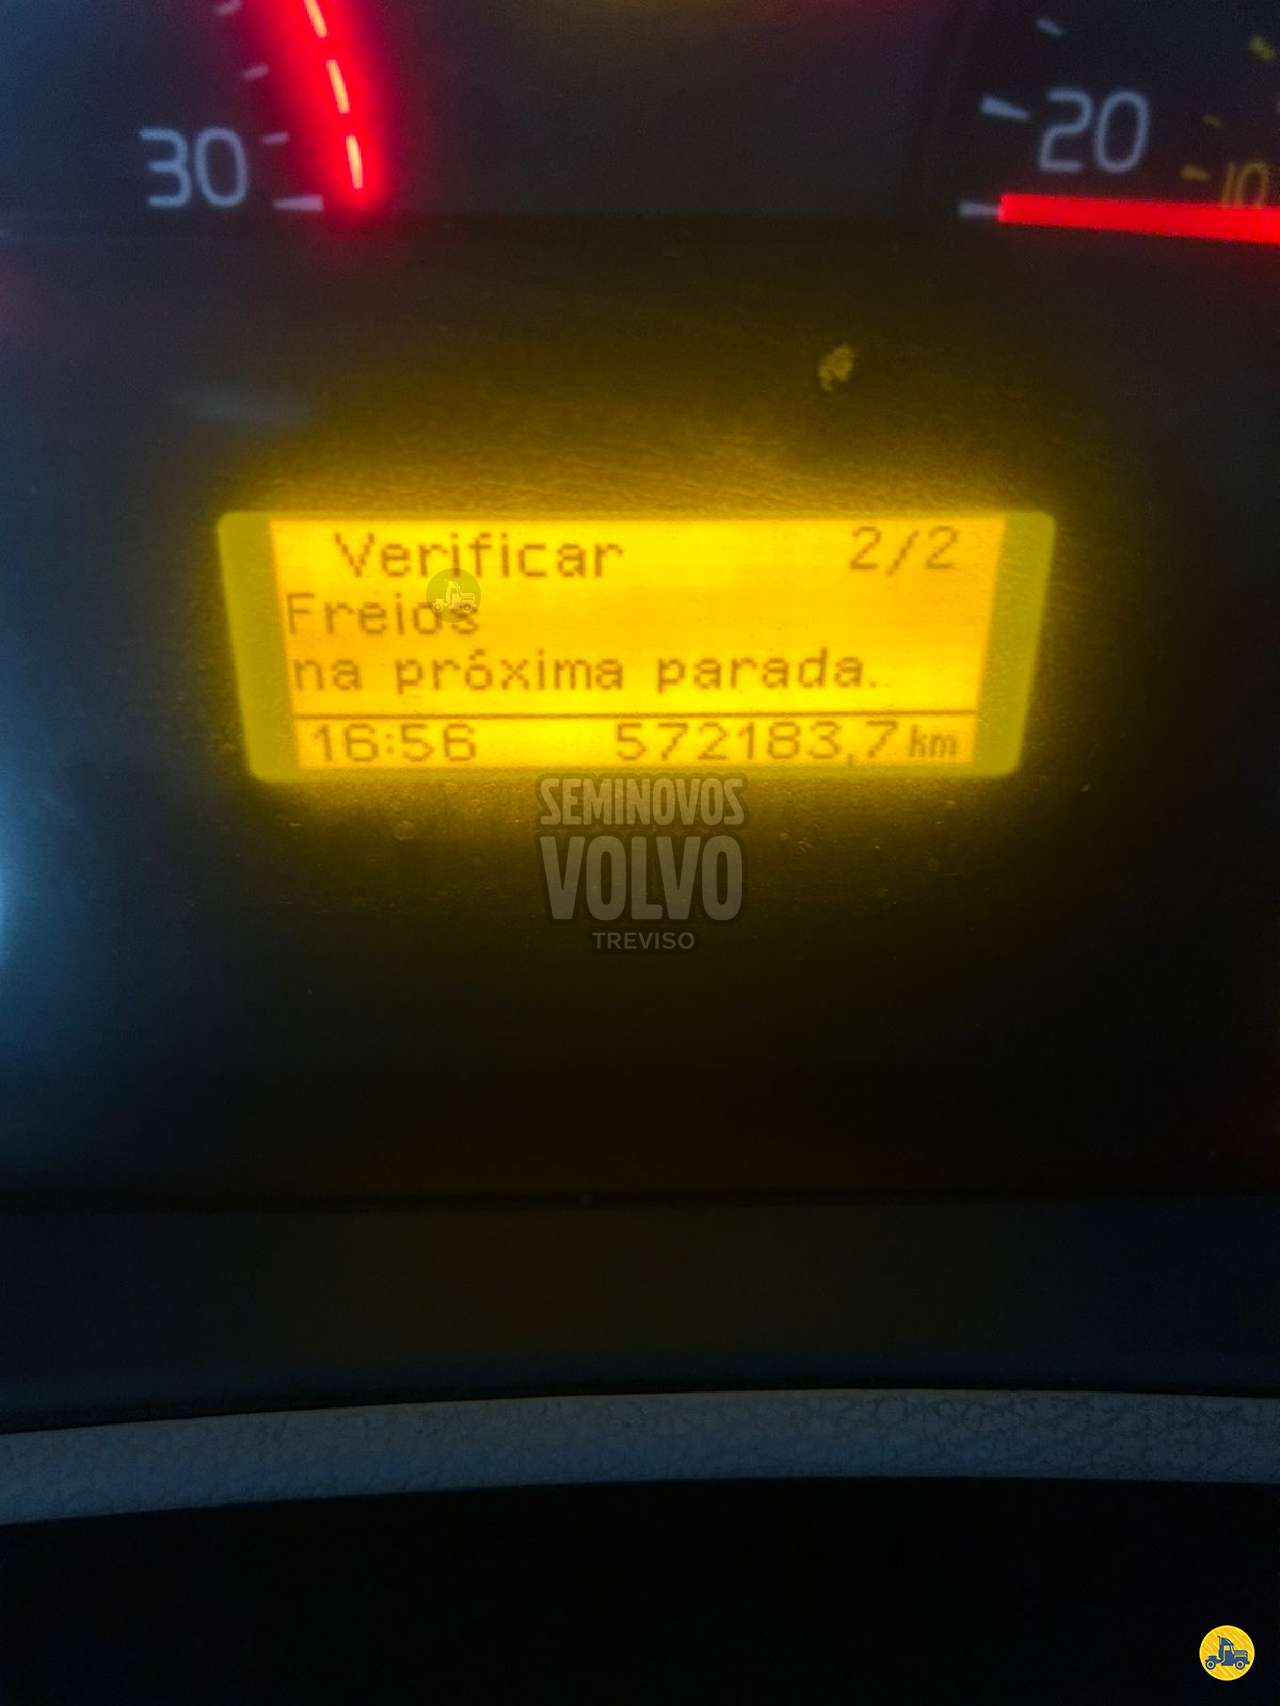 30
20
10
Verificar 2/2
Freios
na próxima parada.
16:56 572183,7 km
SEMINOVOS
VOLVO
TREVISO